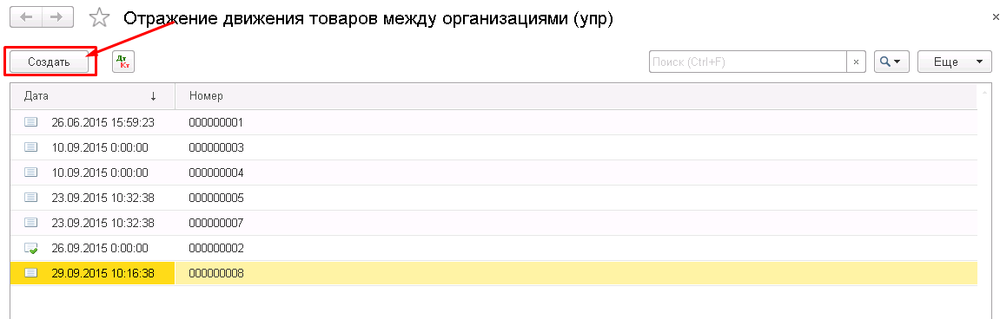 Отражение движения товаров между организациями (упр)
Создать Дт Кт Поиск (Ctrl+F) × Еще
Дата ↓ Номер
26.06.2015 15:59:23 000000001
10.09.2015 0:00:00 000000003
10.09.2015 0:00:00 000000004
23.09.2015 10:32:38 000000005
23.09.2015 10:32:38 000000007
26.09.2015 0:00:00 000000002
29.09.2015 10:16:38 000000008